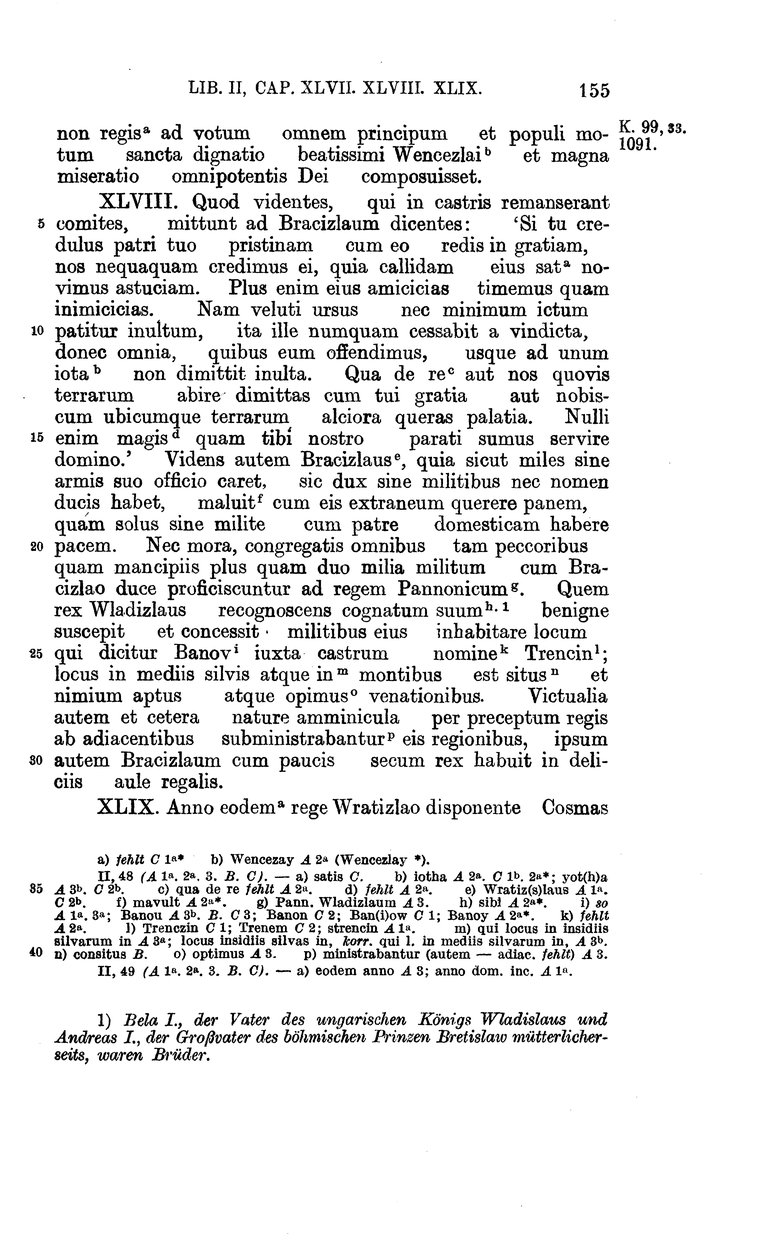 LIB. II, CAP. XLVII. XLVIII. XLIX. 155
non regisᵃ ad votum omnem principum et populi mo- K. 99, 33.
tum sancta dignatio beatissimi Wencezlaiᵇ et magna 1091.
miseratio omnipotentis Dei composuisset.
XLVIII. Quod videntes, qui in castris remanserant
5 comites, mittunt ad Bracizlaum dicentes: ‘Si tu cre-
dulus patri tuo pristinam cum eo redis in gratiam,
nos nequaquam credimus ei, quia callidam eius satᵃ no-
vimus astuciam. Plus enim eius amicicias timemus quam
inimicicias. Nam veluti ursus nec minimum ictum
10 patitur inultum, ita ille numquam cessabit a vindicta,
donec omnia, quibus eum offendimus, usque ad unum
iotaᵇ non dimittit inulta. Qua de reᶜ aut nos quovis
terrarum abire dimittas cum tui gratia aut nobis-
cum ubicumque terrarum alciora queras palatia. Nulli
15 enim magisᵈ quam tibi nostro parati sumus servire
domino.’ Videns autem Bracizlausᵉ, quia sicut miles sine
armis suo officio caret, sic dux sine militibus nec nomen
ducis habet, maluitᶠ cum eis extraneum querere panem,
quam solus sine milite cum patre domesticam habere
20 pacem. Nec mora, congregatis omnibus tam peccoribus
quam mancipiis plus quam duo milia militum cum Bra-
cizlao duce proficiscuntur ad regem Pannonicumᵍ. Quem
rex Wladizlaus recognoscens cognatum suumʰ·¹ benigne
suscepit et concessit militibus eius inhabitare locum
25 qui dicitur Banovⁱ iuxta castrum nomineᵏ Trencinˡ;
locus in mediis silvis atque inᵐ montibus est situsⁿ et
nimium aptus atque opimusᵒ venationibus. Victualia
autem et cetera nature amminicula per preceptum regis
ab adiacentibus subministrabanturᵖ eis regionibus, ipsum
30 autem Bracizlaum cum paucis secum rex habuit in deli-
ciis aule regalis.
XLIX. Anno eodemᵃ rege Wratizlao disponente Cosmas
a) fehlt C 1ᵃ* b) Wencezay A 2ᵃ (Wencezlay *).
II, 48 (A 1ᵃ. 2ᵃ. 3. B. C). — a) satis C. b) iotha A 2ᵃ. C 1ᵇ. 2ᵃ*; yot(h)a
35 A 3ᵇ. C 2ᵇ. c) qua de re fehlt A 2ᵃ. d) fehlt A 2ᵃ. e) Wratiz(s)laus A 1ᵃ.
C 2ᵇ. f) mavult A 2ᵃ*. g) Pann. Wladizlaum A 3. h) sibi A 2ᵃ*. i) so
A 1ᵃ. 3ᵃ; Banou A 3ᵇ. B. C 3; Banon C 2; Ban(i)ow C 1; Banoy A 2ᵃ*. k) fehlt
A 2ᵃ. l) Trenczin C 1; Trenem C 2; strencin A 1ᵃ. m) qui locus in insidiis
silvarum in A 3ᵃ; locus insidiis silvas in, korr. qui l. in mediis silvarum in, A 3ᵇ.
40 n) consitus B. o) optimus A 3. p) ministrabantur (autem — adiac. fehlt) A 3.
II, 49 (A 1ᵃ. 2ᵃ. 3. B. C). — a) eodem anno A 3; anno dom. inc. A 1ᵃ.
1) Bela I., der Vater des ungarischen Königs Wladislaus und
Andreas I., der Großvater des böhmischen Prinzen Bretislaw mütterlicher-
seits, waren Brüder.